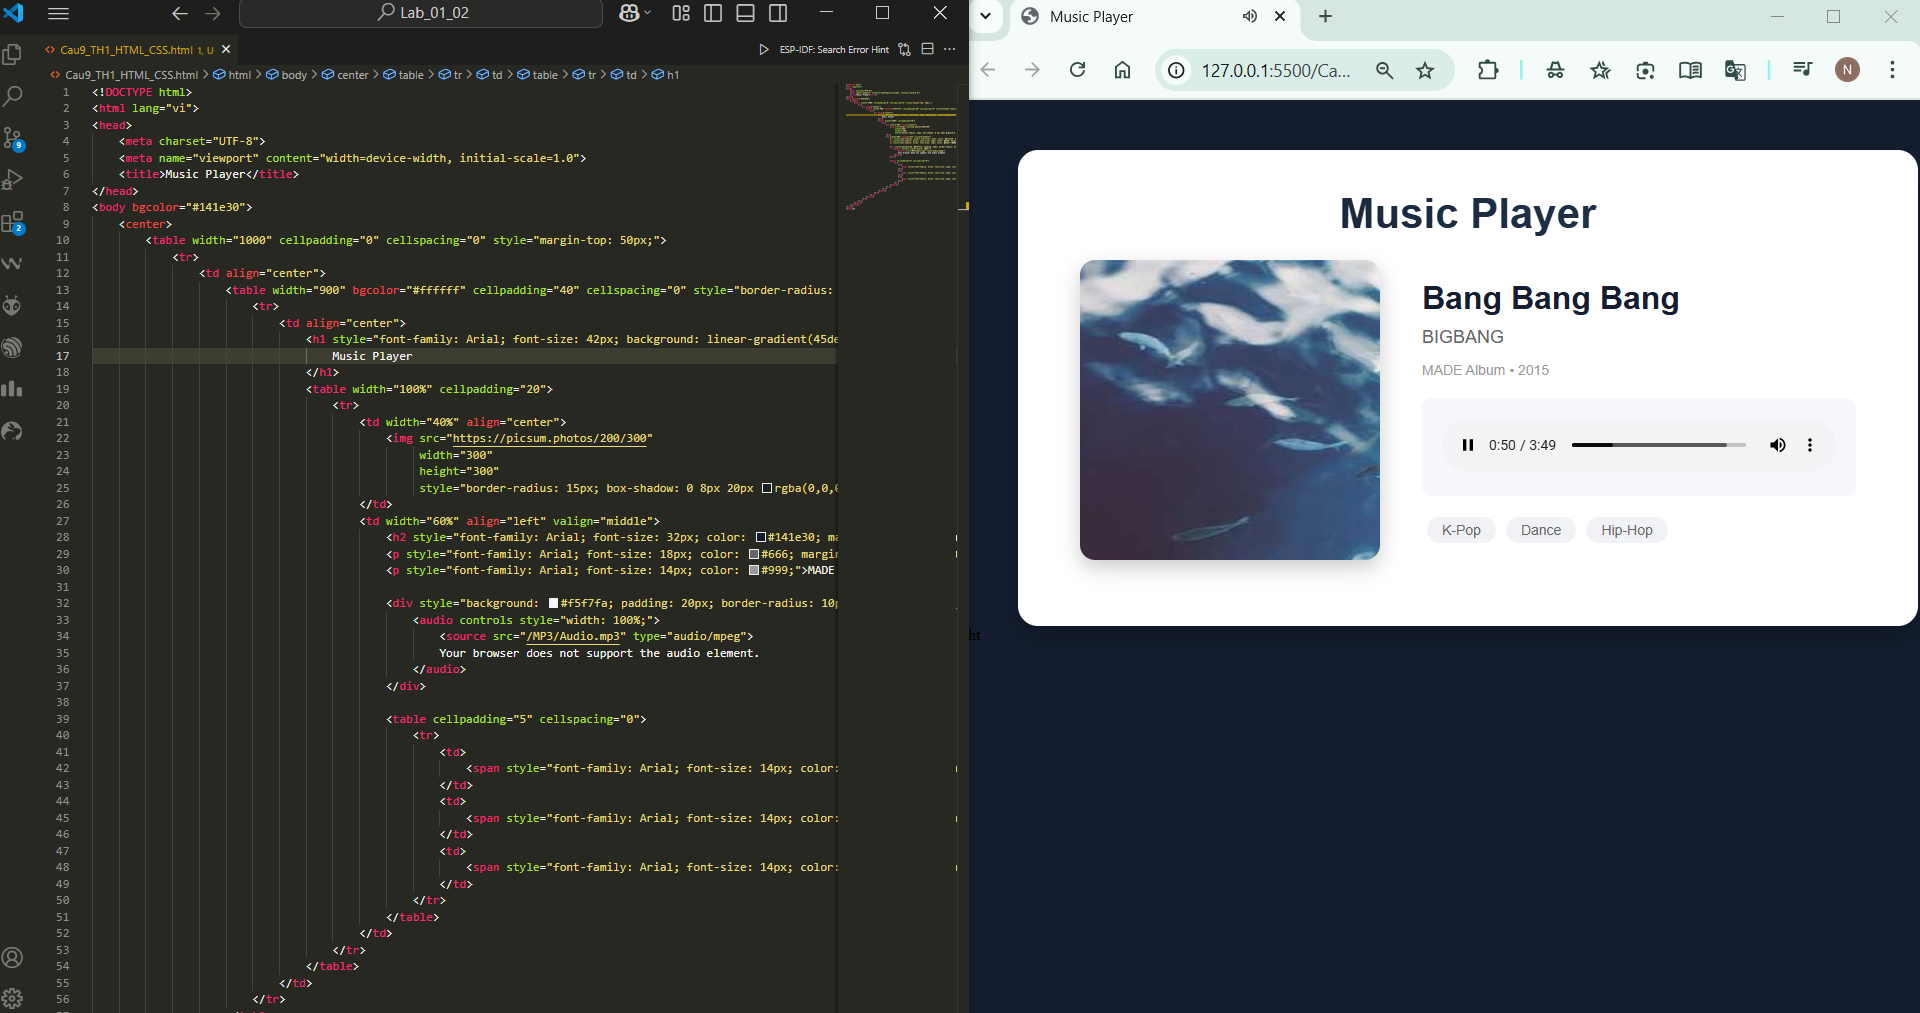 Lab_01_02
Cau9_TH1_HTML_CSS.html 1, U
ESP-IDF: Search Error Hint
Cau9_TH1_HTML_CSS.html > html > body > center > table > tr > td > table > tr > td > h1
1 <!DOCTYPE html>
2 <html lang="vi">
3 <head>
4 <meta charset="UTF-8">
5 <meta name="viewport" content="width=device-width, initial-scale=1.0">
6 <title>Music Player</title>
7 </head>
8 <body bgcolor="#141e30">
9 <center>
10 <table width="1000" cellpadding="0" cellspacing="0" style="margin-top: 50px;">
11 <tr>
12 <td align="center">
13 <table width="900" bgcolor="#ffffff" cellpadding="40" cellspacing="0" style="border-radius:
14 <tr>
15 <td align="center">
16 <h1 style="font-family: Arial; font-size: 42px; background: linear-gradient(45de
17 Music Player
18 </h1>
19 <table width="100%" cellpadding="20">
20 <tr>
21 <td width="40%" align="center">
22 <img src="https://picsum.photos/200/300"
23 width="300"
24 height="300"
25 style="border-radius: 15px; box-shadow: 0 8px 20px rgba(0,0,0
26 </td>
27 <td width="60%" align="left" valign="middle">
28 <h2 style="font-family: Arial; font-size: 32px; color: #141e30; ma
29 <p style="font-family: Arial; font-size: 18px; color: #666; margin
30 <p style="font-family: Arial; font-size: 14px; color: #999;">MADE
31
32 <div style="background: #f5f7fa; padding: 20px; border-radius: 10p
33 <audio controls style="width: 100%;">
34 <source src="/MP3/Audio.mp3" type="audio/mpeg">
35 Your browser does not support the audio element.
36 </audio>
37 </div>
38
39 <table cellpadding="5" cellspacing="0">
40 <tr>
41 <td>
42 <span style="font-family: Arial; font-size: 14px; color:
43 </td>
44 <td>
45 <span style="font-family: Arial; font-size: 14px; color:
46 </td>
47 <td>
48 <span style="font-family: Arial; font-size: 14px; color:
49 </td>
50 </tr>
51 </table>
52 </td>
53 </tr>
54 </table>
55 </td>
56 </tr>
9
2
Music Player
127.0.0.1:5500/Ca...
N
Music Player
Bang Bang Bang
BIGBANG
MADE Album • 2015
0:50 / 3:49
K-Pop Dance Hip-Hop
ht